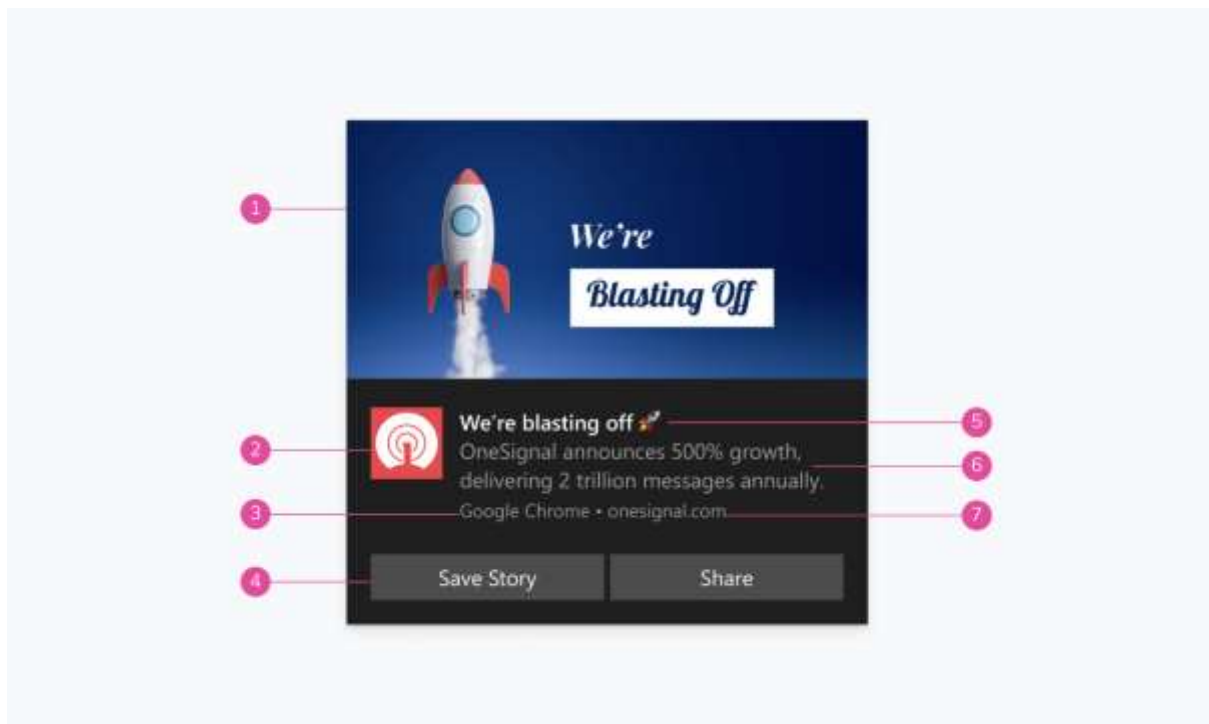 1
We're
Blasting Off
2
We're blasting off 🚀
5
OneSignal announces 500% growth,
6
delivering 2 trillion messages annually.
3
Google Chrome • onesignal.com
7
4
Save Story
Share